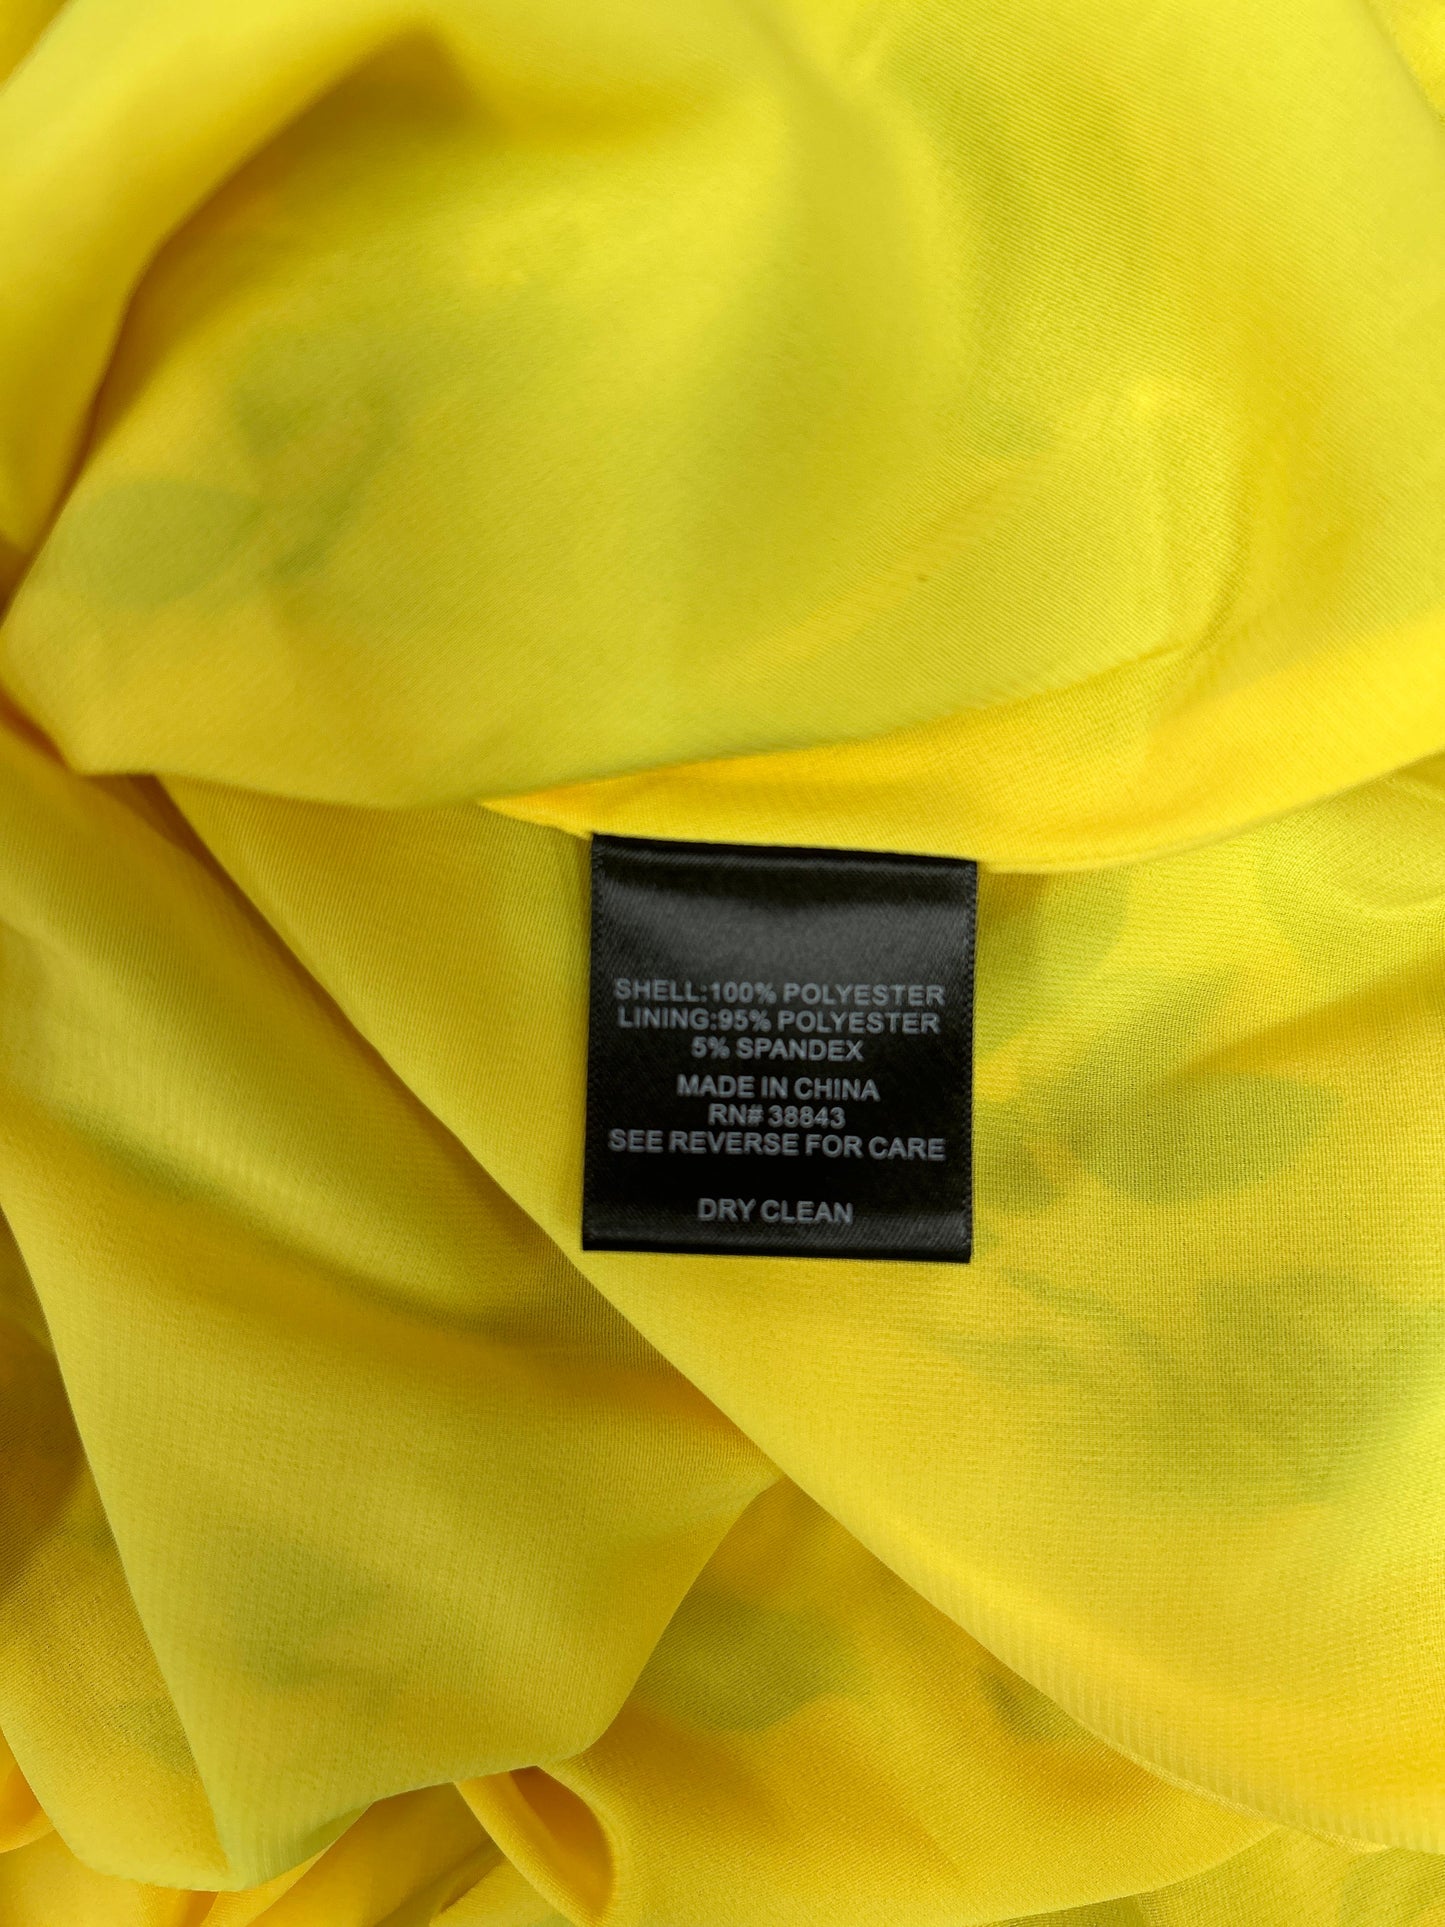 SHELL:100% POLYESTER
LINING:95% POLYESTER
5% SPANDEX
MADE IN CHINA
RN# 38843
SEE REVERSE FOR CARE
DRY CLEAN